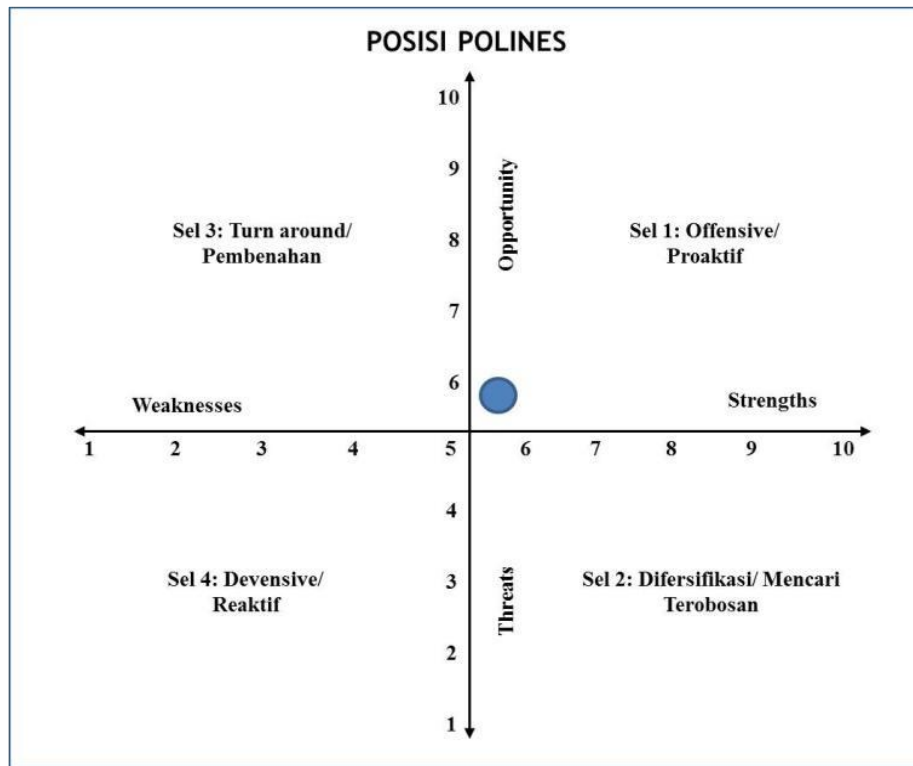 POSISI POLINES
10
9
Opportunity
Sel 3: Turn around/
Pembenahan
8
Sel 1: Offensive/
Proaktif
7
6
Weaknesses
Strengths
1 2 3 4 5 6 7 8 9 10
4
Sel 4: Devensive/
Reaktif
3
Threats
Sel 2: Difersifikasi/ Mencari
Terobosan
2
1